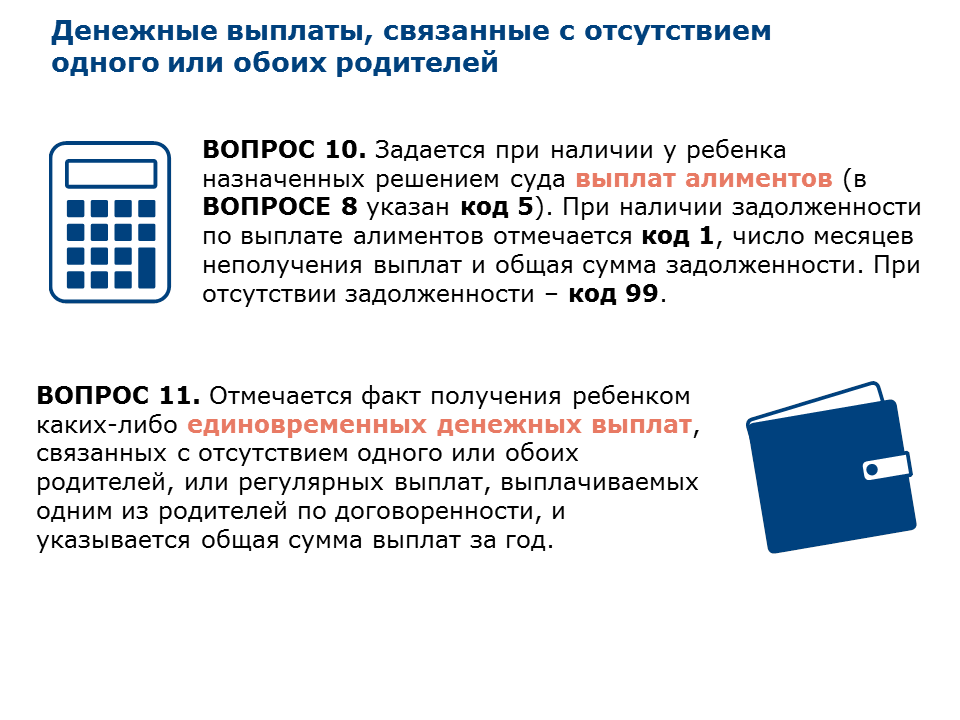 Денежные выплаты, связанные с отсутствием
одного или обоих родителей
ВОПРОС 10. Задается при наличии у ребенка
назначенных решением суда выплат алиментов (в
ВОПРОСЕ 8 указан код 5). При наличии задолженности
по выплате алиментов отмечается код 1, число месяцев
неполучения выплат и общая сумма задолженности. При
отсутствии задолженности – код 99.
ВОПРОС 11. Отмечается факт получения ребенком
каких-либо единовременных денежных выплат,
связанных с отсутствием одного или обоих
родителей, или регулярных выплат, выплачиваемых
одним из родителей по договоренности, и
указывается общая сумма выплат за год.